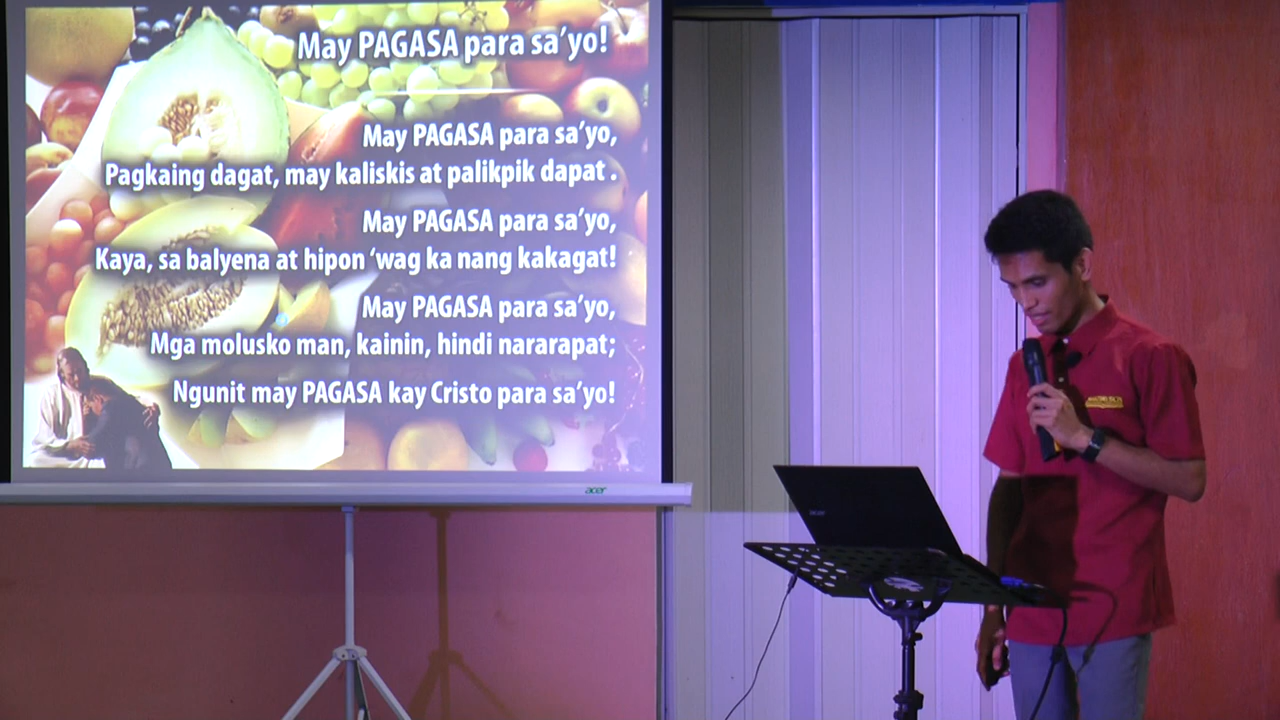 May PAGASA para sa'yo!
May PAGASA para sa'yo,
Pagkaing dagat, may kaliskis at palikpik dapat .
May PAGASA para sa'yo,
Kaya, sa balyena at hipon 'wag ka nang kakagat!
May PAGASA para sa'yo,
Mga molusko man, kainin, hindi nararapat;
Ngunit may PAGASA kay Cristo para sa'yo!
acer
acer